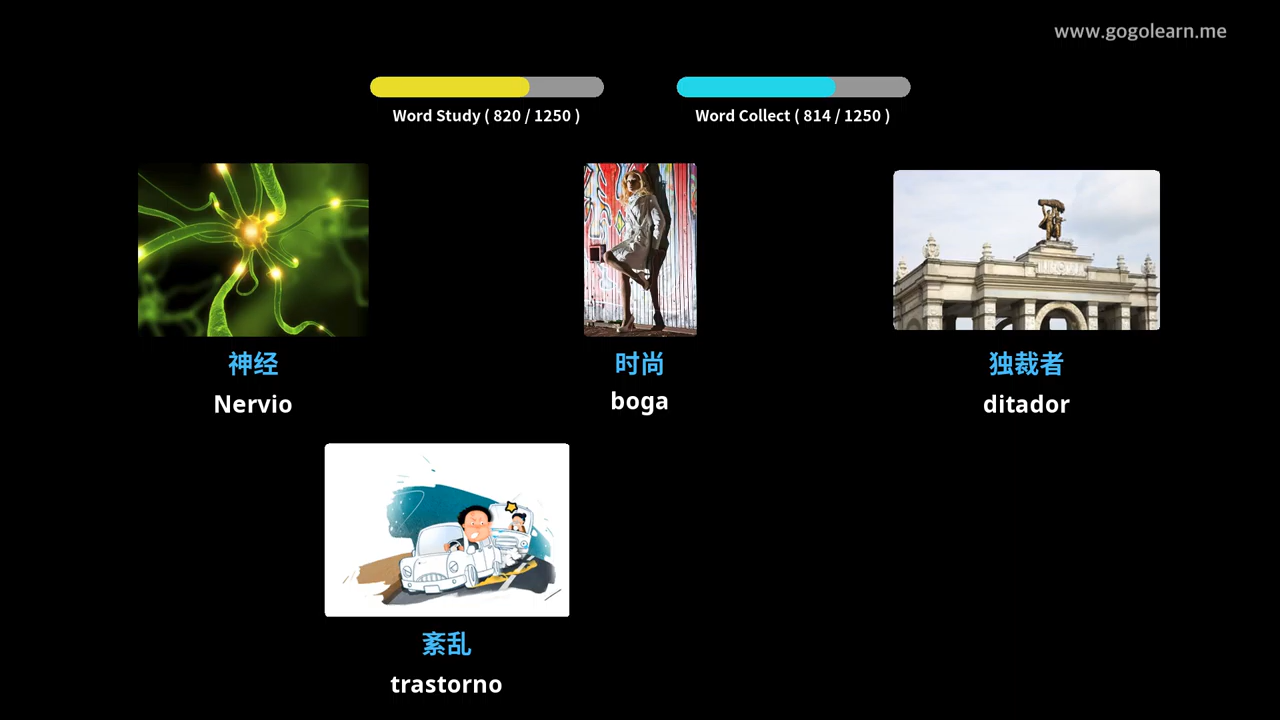 www.gogolearn.me
Word Study ( 820 / 1250 )
Word Collect ( 814 / 1250 )
神经
Nervio
时尚
boga
独裁者
ditador
紊乱
trastorno